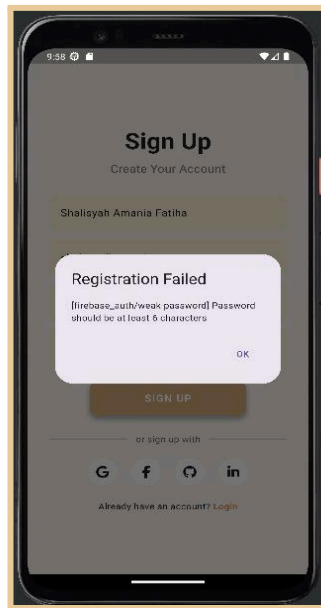 9:58
Sign Up
Create Your Account
Shalisyah Amania Fatiha
Registration Failed
[firebase_auth/weak password] Password
should be at least 6 characters
OK
SIGN UP
or sign up with
G f in
Already have an account? Login